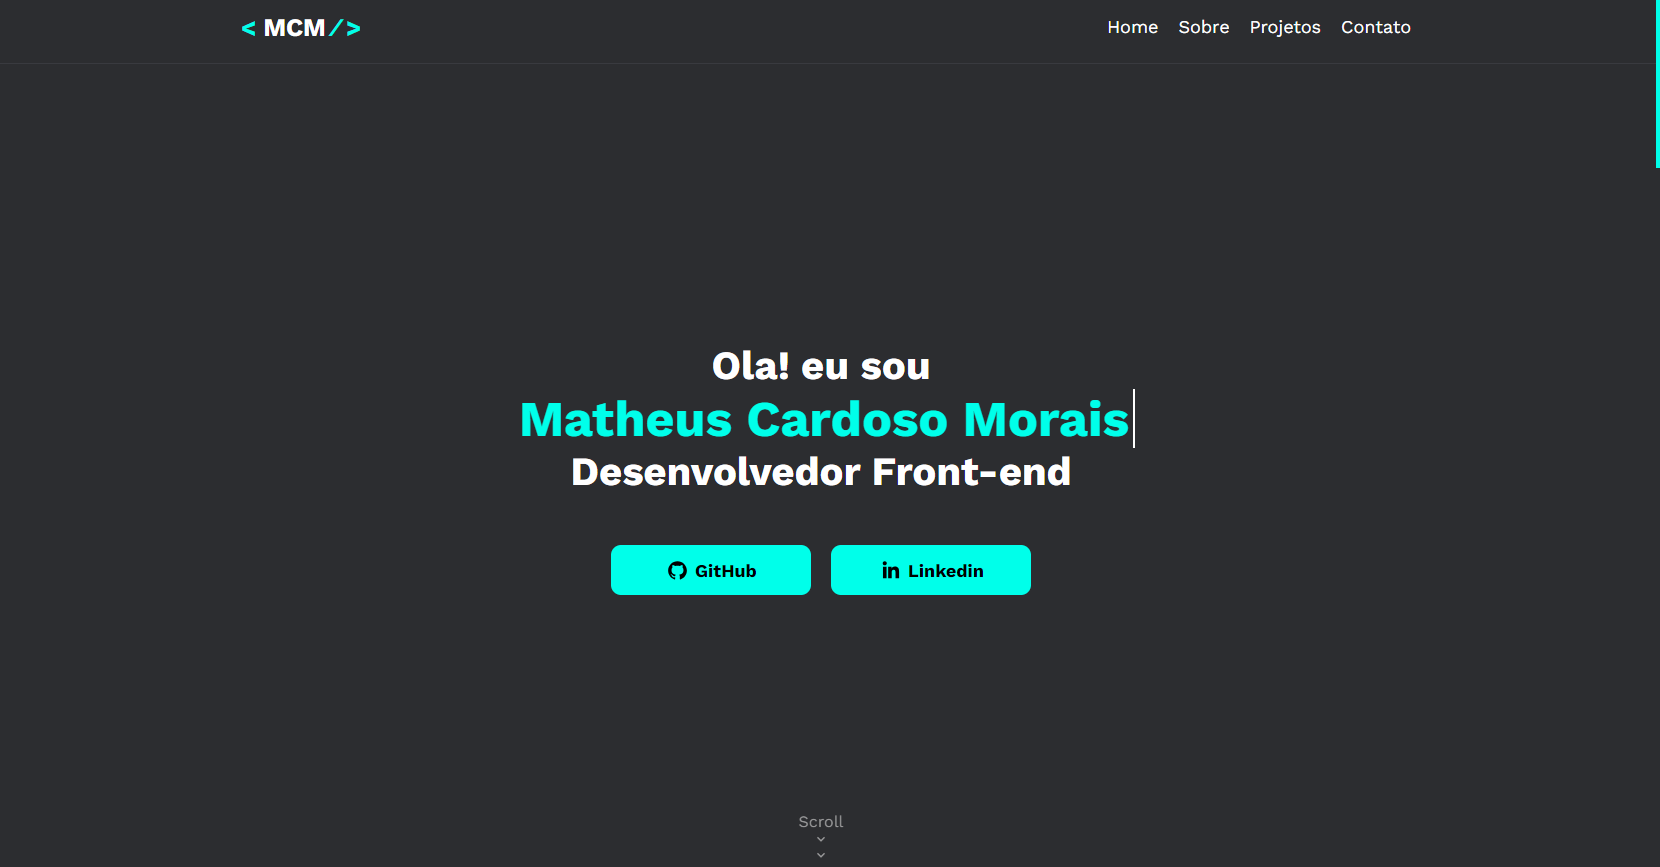 < MCM/>
Home Sobre Projetos Contato
Ola! eu sou
Matheus Cardoso Morais
Desenvolvedor Front-end
GitHub Linkedin
Scroll